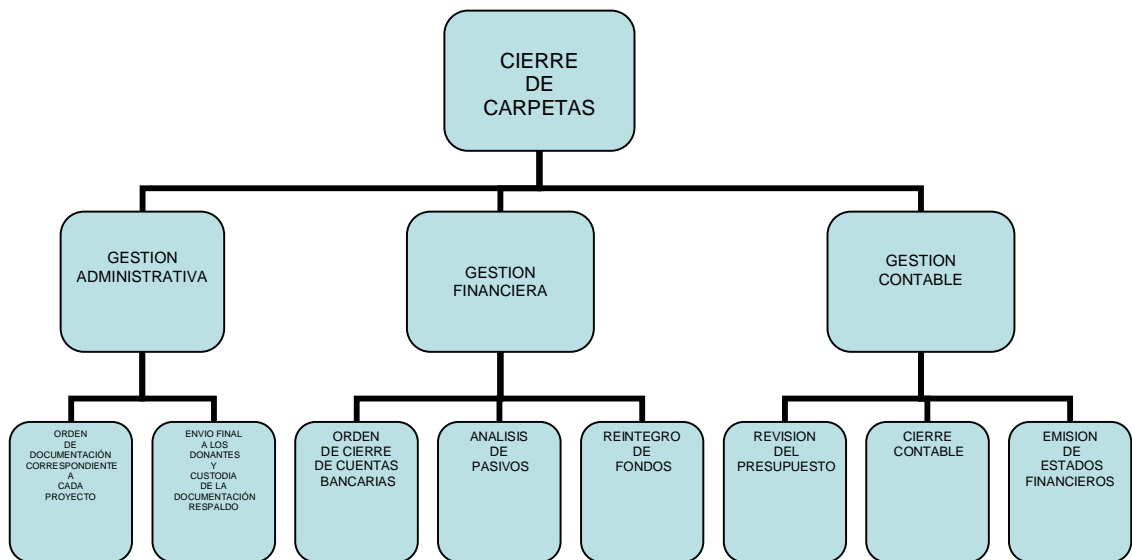 CIERRE
DE
CARPETAS
GESTION
ADMINISTRATIVA
GESTION
FINANCIERA
GESTION
CONTABLE
ORDEN
DE
DOCUMENTACIÓN
CORRESPONDIENTE
A
CADA
PROYECTO
ENVIO FINAL
A LOS
DONANTES
Y
CUSTODIA
DE LA
DOCUMENTACIÓN
RESPALDO
ORDEN
DE CIERRE
DE CUENTAS
BANCARIAS
ANALISIS
DE
PASIVOS
REINTEGRO
DE
FONDOS
REVISION
DEL
PRESUPUESTO
CIERRE
CONTABLE
EMISION
DE
ESTADOS
FINANCIEROS